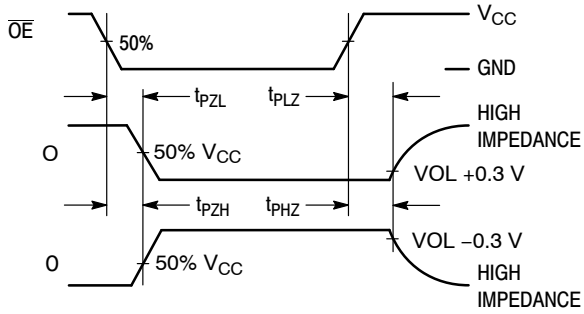 OE
50%
VCC
GND
tPZL
tPLZ
HIGH
IMPEDANCE
O
50% VCC
VOL +0.3 V
tPZH
tPHZ
VOL −0.3 V
O
50% VCC
HIGH
IMPEDANCE